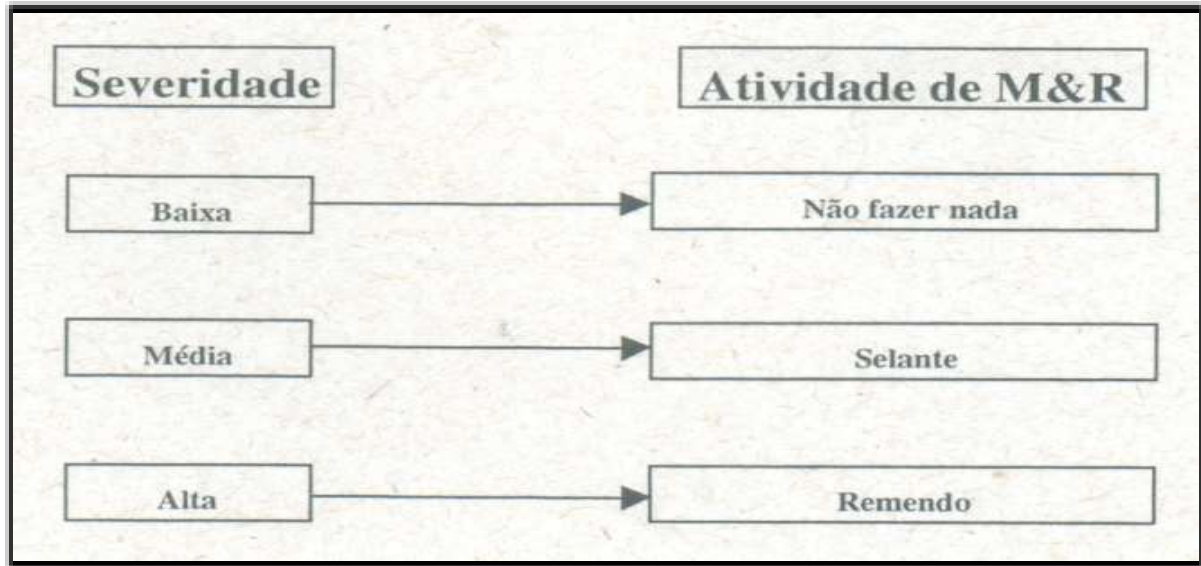 Severidade
Atividade de M&R
Baixa
Não fazer nada
Média
Selante
Alta
Remendo